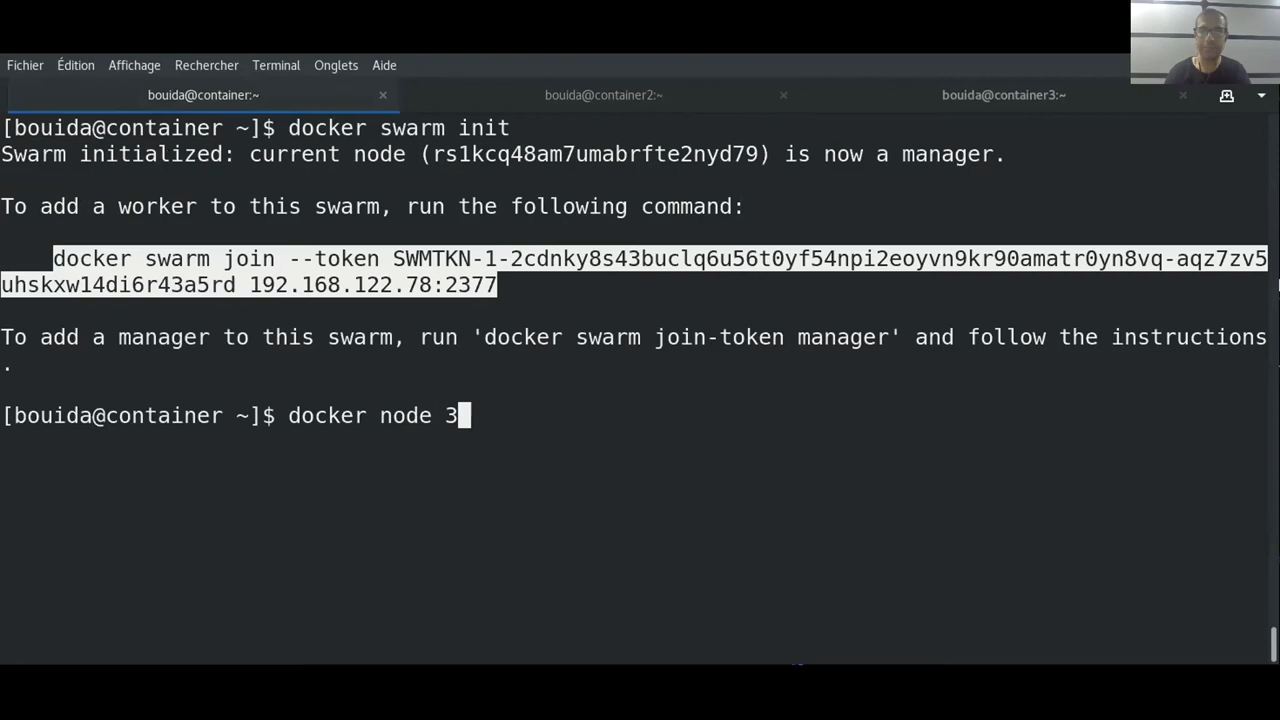 Fichier Édition Affichage Rechercher Terminal Onglets Aide
bouida@container:~ × bouida@container2:~ × bouida@container3:~ ×
[bouida@container ~]$ docker swarm init
Swarm initialized: current node (rs1kcq48am7umabrfte2nyd79) is now a manager.
To add a worker to this swarm, run the following command:
docker swarm join --token SWMTKN-1-2cdnky8s43buclq6u56t0yf54npi2eoyvn9kr90amatr0yn8vq-aqz7zv5
uhskxw14di6r43a5rd 192.168.122.78:2377
To add a manager to this swarm, run 'docker swarm join-token manager' and follow the instructions
.
[bouida@container ~]$ docker node 3